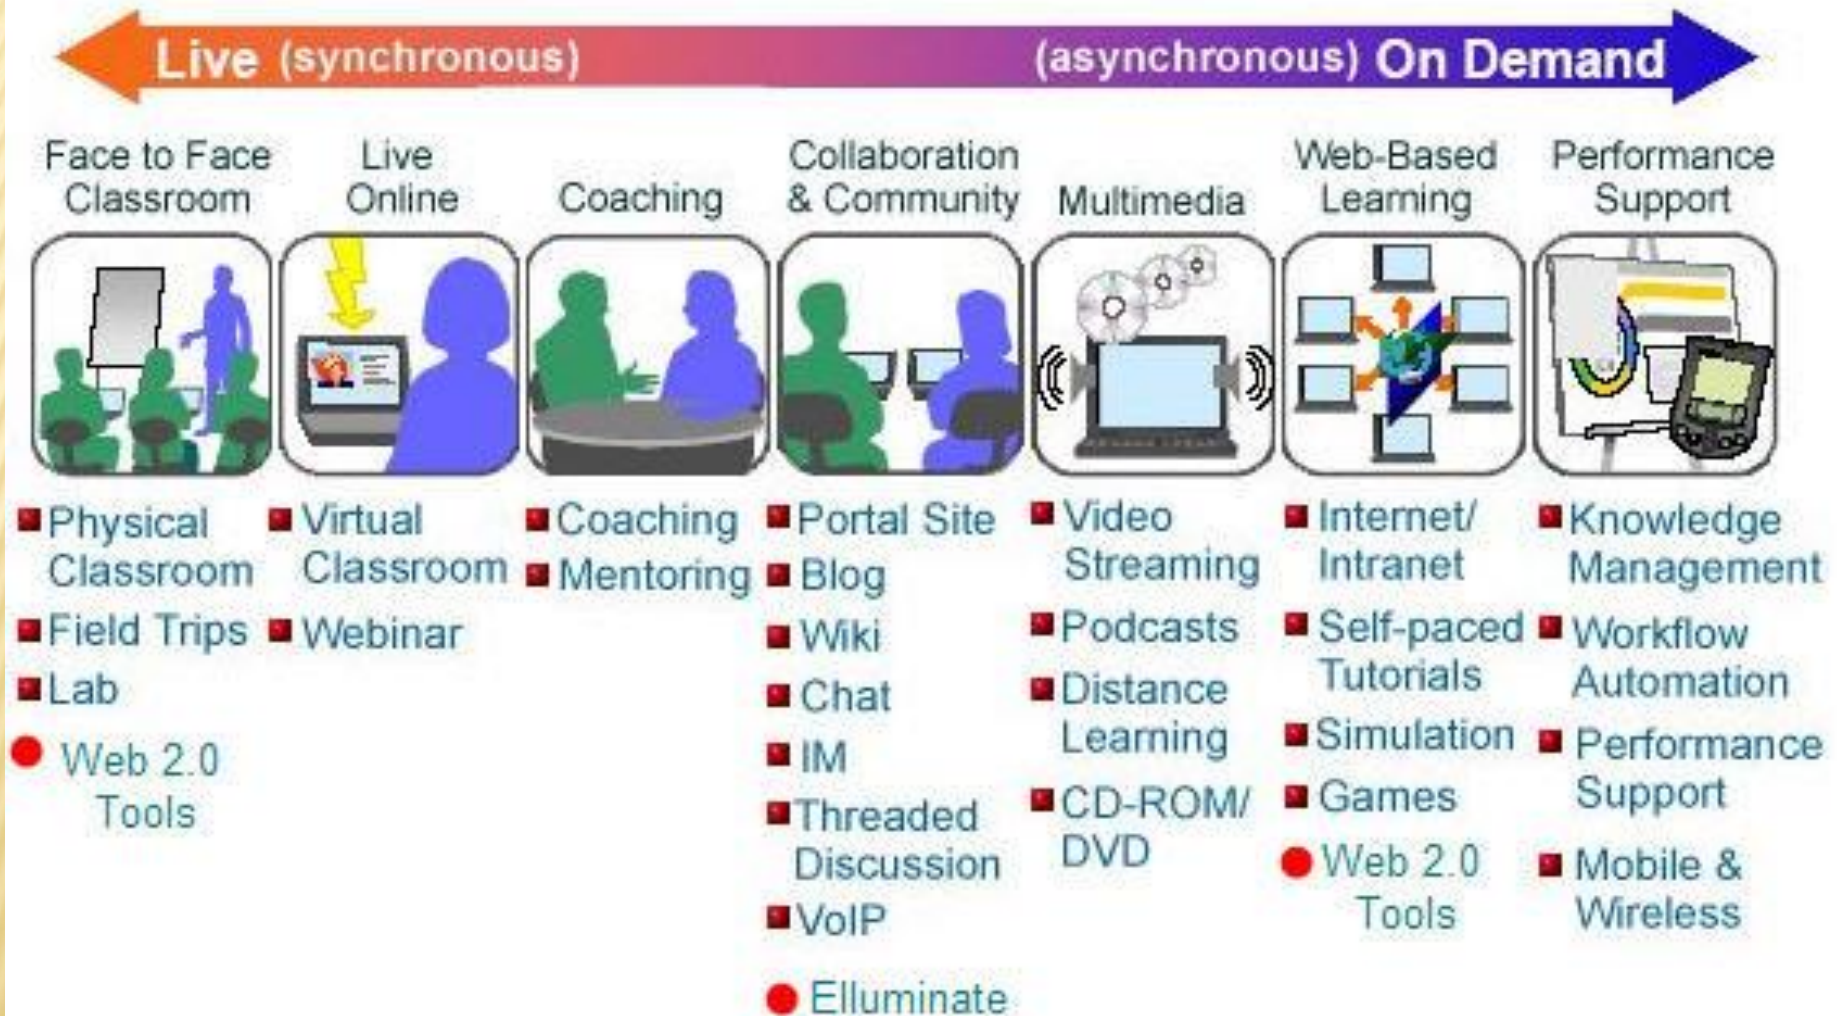 Live (synchronous)
(asynchronous) On Demand
Face to Face
Classroom
Live
Online
Coaching
Collaboration
& Community
Multimedia
Web-Based
Learning
Performance
Support
Physical
Classroom
Field Trips
Lab
Web 2.0
Tools
Virtual
Classroom
Webinar
Coaching
Mentoring
Portal Site
Blog
Wiki
Chat
IM
Threaded
Discussion
VoIP
Elluminate
Video
Streaming
Podcasts
Distance
Learning
CD-ROM/
DVD
Internet/
Intranet
Self-paced
Tutorials
Simulation
Games
Web 2.0
Tools
Knowledge
Management
Workflow
Automation
Performance
Support
Mobile &
Wireless